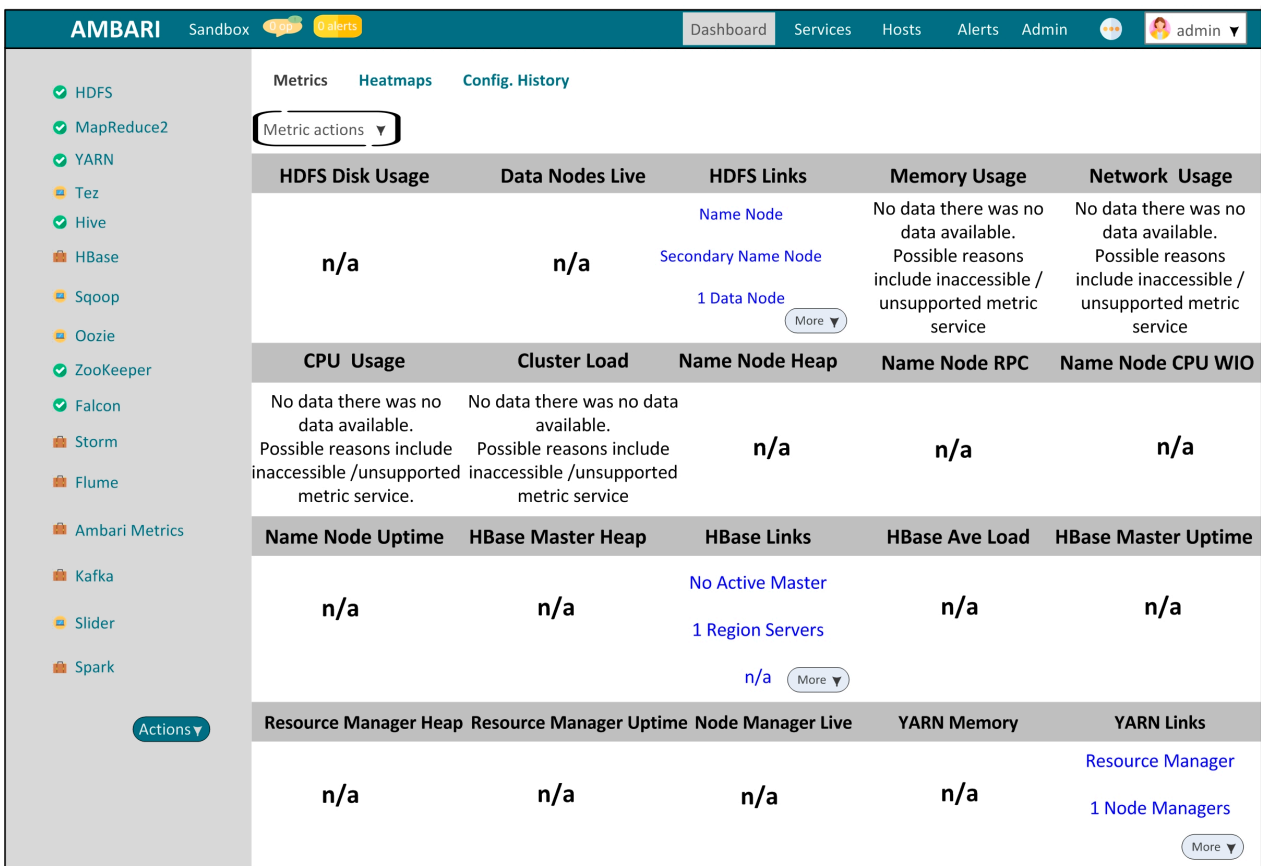 AMBARI Sandbox 0 op 0 alerts Dashboard Services Hosts Alerts Admin admin
HDFS
MapReduce2
YARN
Tez
Hive
HBase
Sqoop
Oozie
ZooKeeper
Falcon
Storm
Flume
Ambari Metrics
Kafka
Slider
Spark
Actions
Metrics Heatmaps Config. History
Metric actions
HDFS Disk Usage Data Nodes Live HDFS Links Memory Usage Network Usage
n/a
n/a
Name Node
Secondary Name Node
1 Data Node
More
No data there was no
data available.
Possible reasons
include inaccessible /
unsupported metric
service
No data there was no
data available.
Possible reasons
include inaccessible /
unsupported metric
service
CPU Usage Cluster Load Name Node Heap Name Node RPC Name Node CPU WIO
No data there was no
data available.
Possible reasons include
inaccessible /unsupported
metric service.
No data there was no data
available.
Possible reasons include
inaccessible /unsupported
metric service
n/a
n/a
n/a
Name Node Uptime HBase Master Heap HBase Links HBase Ave Load HBase Master Uptime
n/a
n/a
No Active Master
1 Region Servers
n/a More
n/a
n/a
Resource Manager Heap Resource Manager Uptime Node Manager Live YARN Memory YARN Links
n/a
n/a
n/a
n/a
Resource Manager
1 Node Managers
More